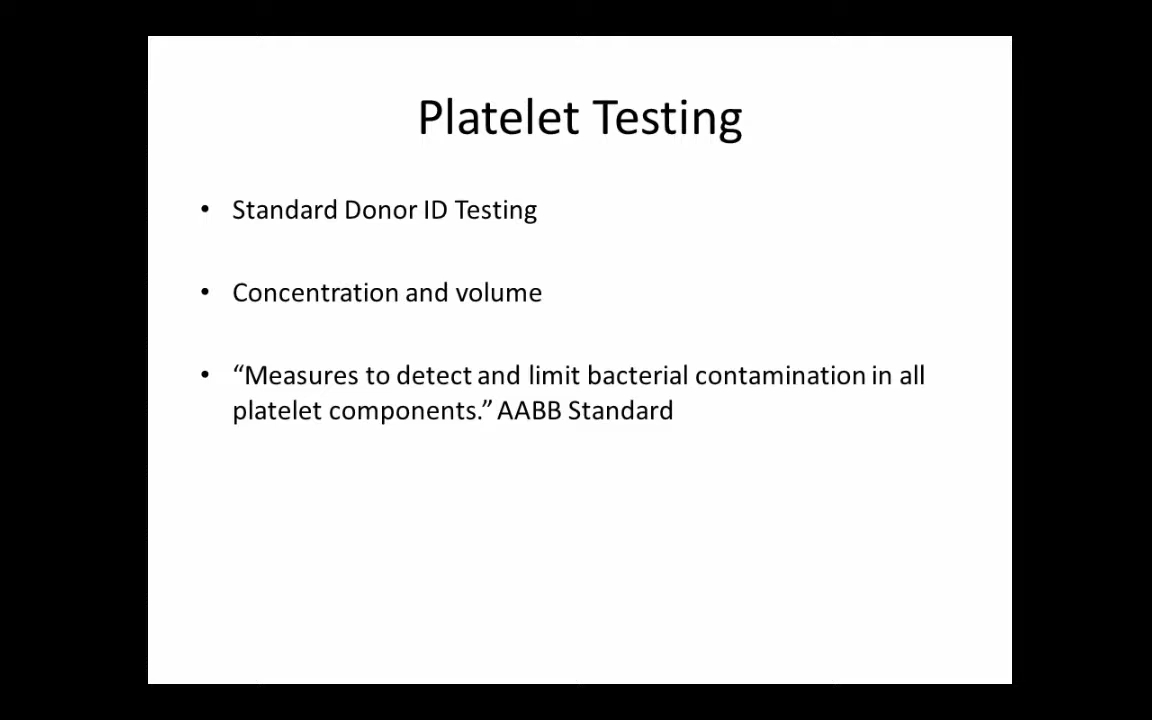 Platelet Testing
• Standard Donor ID Testing
• Concentration and volume
• “Measures to detect and limit bacterial contamination in all
platelet components.” AABB Standard